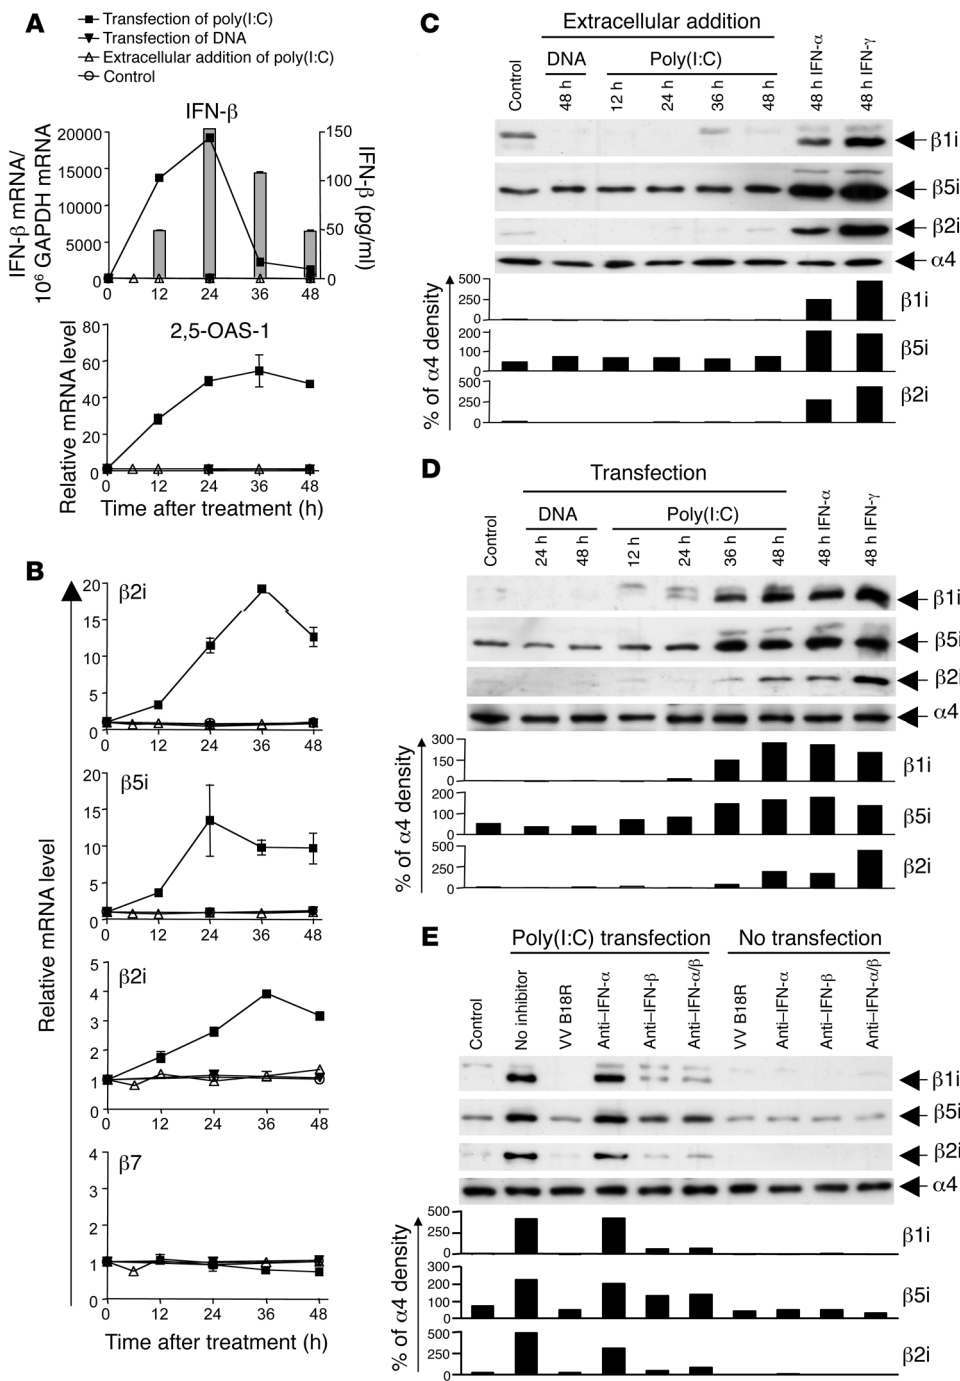 A
Transfection of poly(I:C)
Transfection of DNA
Extracellular addition of poly(I:C)
Control
IFN-β
IFN-β mRNA/
10⁶ GAPDH mRNA
20000
15000
10000
5000
0
150
100
50
0
IFN-β (pg/ml)
0 12 24 36 48
2,5-OAS-1
Relative mRNA level
80
60
40
20
0
0 12 24 36 48
Time after treatment (h)
B
Relative mRNA level
β2i
20
15
10
5
0
0 12 24 36 48
β5i
20
15
10
5
0
0 12 24 36 48
β2i
5
4
3
2
1
0
0 12 24 36 48
β7
4
3
2
1
0
0 12 24 36 48
Time after treatment (h)
C
Extracellular addition
DNA Poly(I:C)
Control 48 h 12 h 24 h 36 h 48 h 48 h IFN-α 48 h IFN-γ
β1i
β5i
β2i
α4
% of α4 density
500
250
0
β1i
200
100
0
β5i
500
250
0
β2i
D
Transfection
DNA Poly(I:C)
Control 24 h 48 h 12 h 24 h 36 h 48 h 48 h IFN-α 48 h IFN-γ
β1i
β5i
β2i
α4
% of α4 density
300
150
0
β1i
200
100
0
β5i
500
250
0
β2i
E
Poly(I:C) transfection No transfection
Control No inhibitor VV B18R Anti–IFN-α Anti–IFN-β Anti–IFN-α/β VV B18R Anti–IFN-α Anti–IFN-β Anti–IFN-α/β
β1i
β5i
β2i
α4
% of α4 density
500
250
0
β1i
300
200
100
0
β5i
500
250
0
β2i